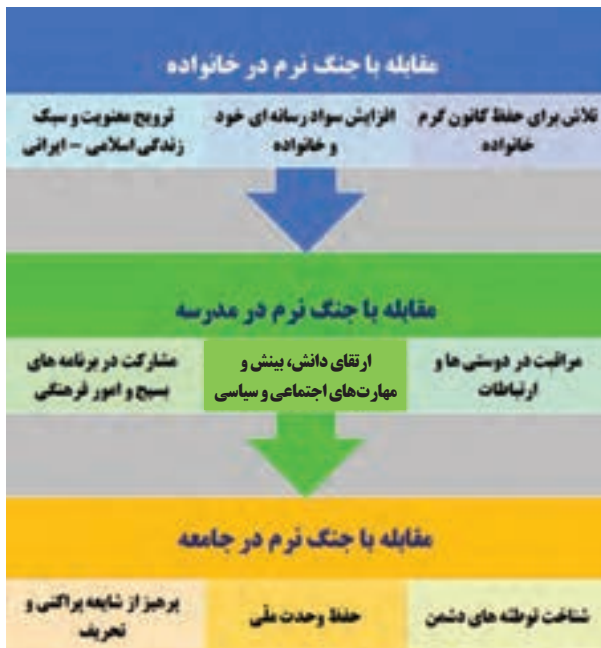 مقابله با جنگ نرم در خانواده
تلاش برای حفظ کانون گرم
خانواده
افزایش سواد رسانه ای خود
و خانواده
ترویج معنویت و سبک
زندگی اسلامی - ایرانی
مقابله با جنگ نرم در مدرسه
مراقبت در دوستی ها و
ارتباطات
ارتقای دانش، بینش و
مهارت‌های اجتماعی و سیاسی
مشارکت در برنامه های
بسیج و امور فرهنگی
مقابله با جنگ نرم در جامعه
شناخت توطئه های دشمن
حفظ وحدت ملّی
پرهیز از شایعه پراکنی و
تحریف